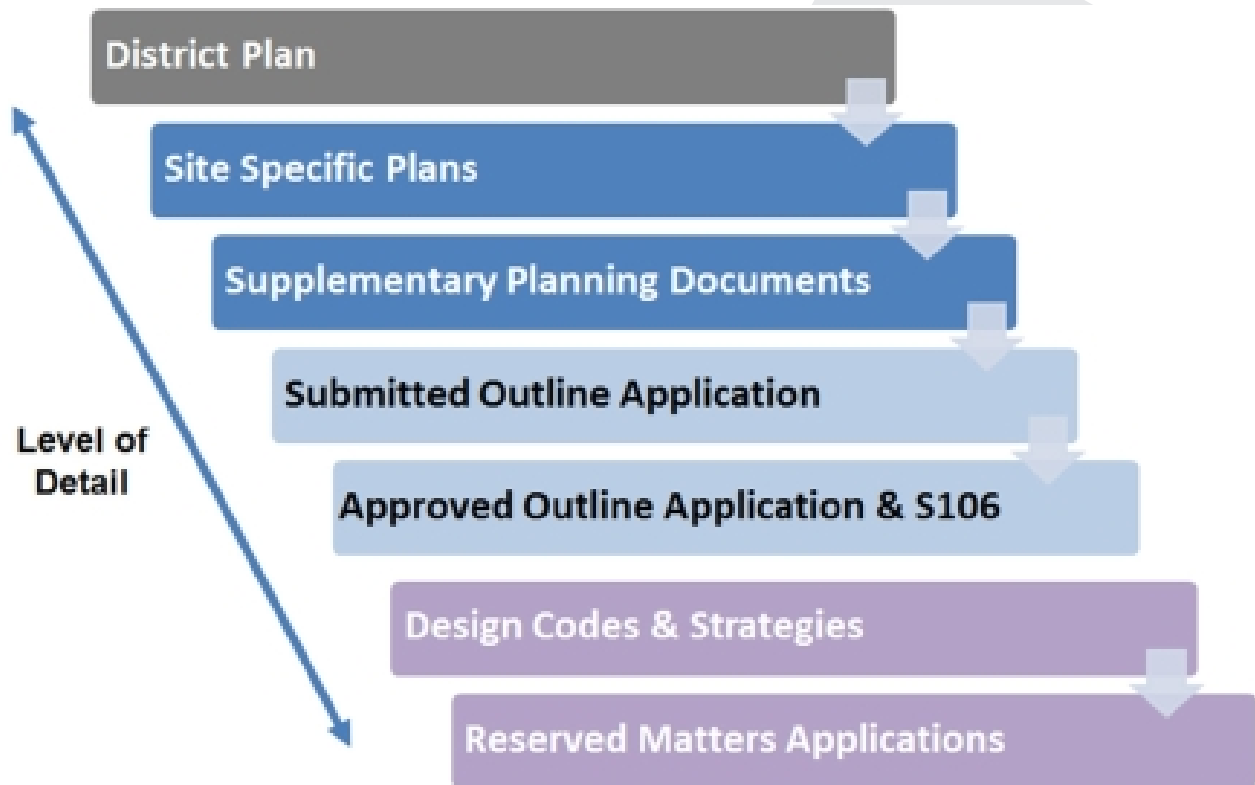 District Plan
Site Specific Plans
Supplementary Planning Documents
Submitted Outline Application
Level of
Detail
Approved Outline Application & S106
Design Codes & Strategies
Reserved Matters Applications